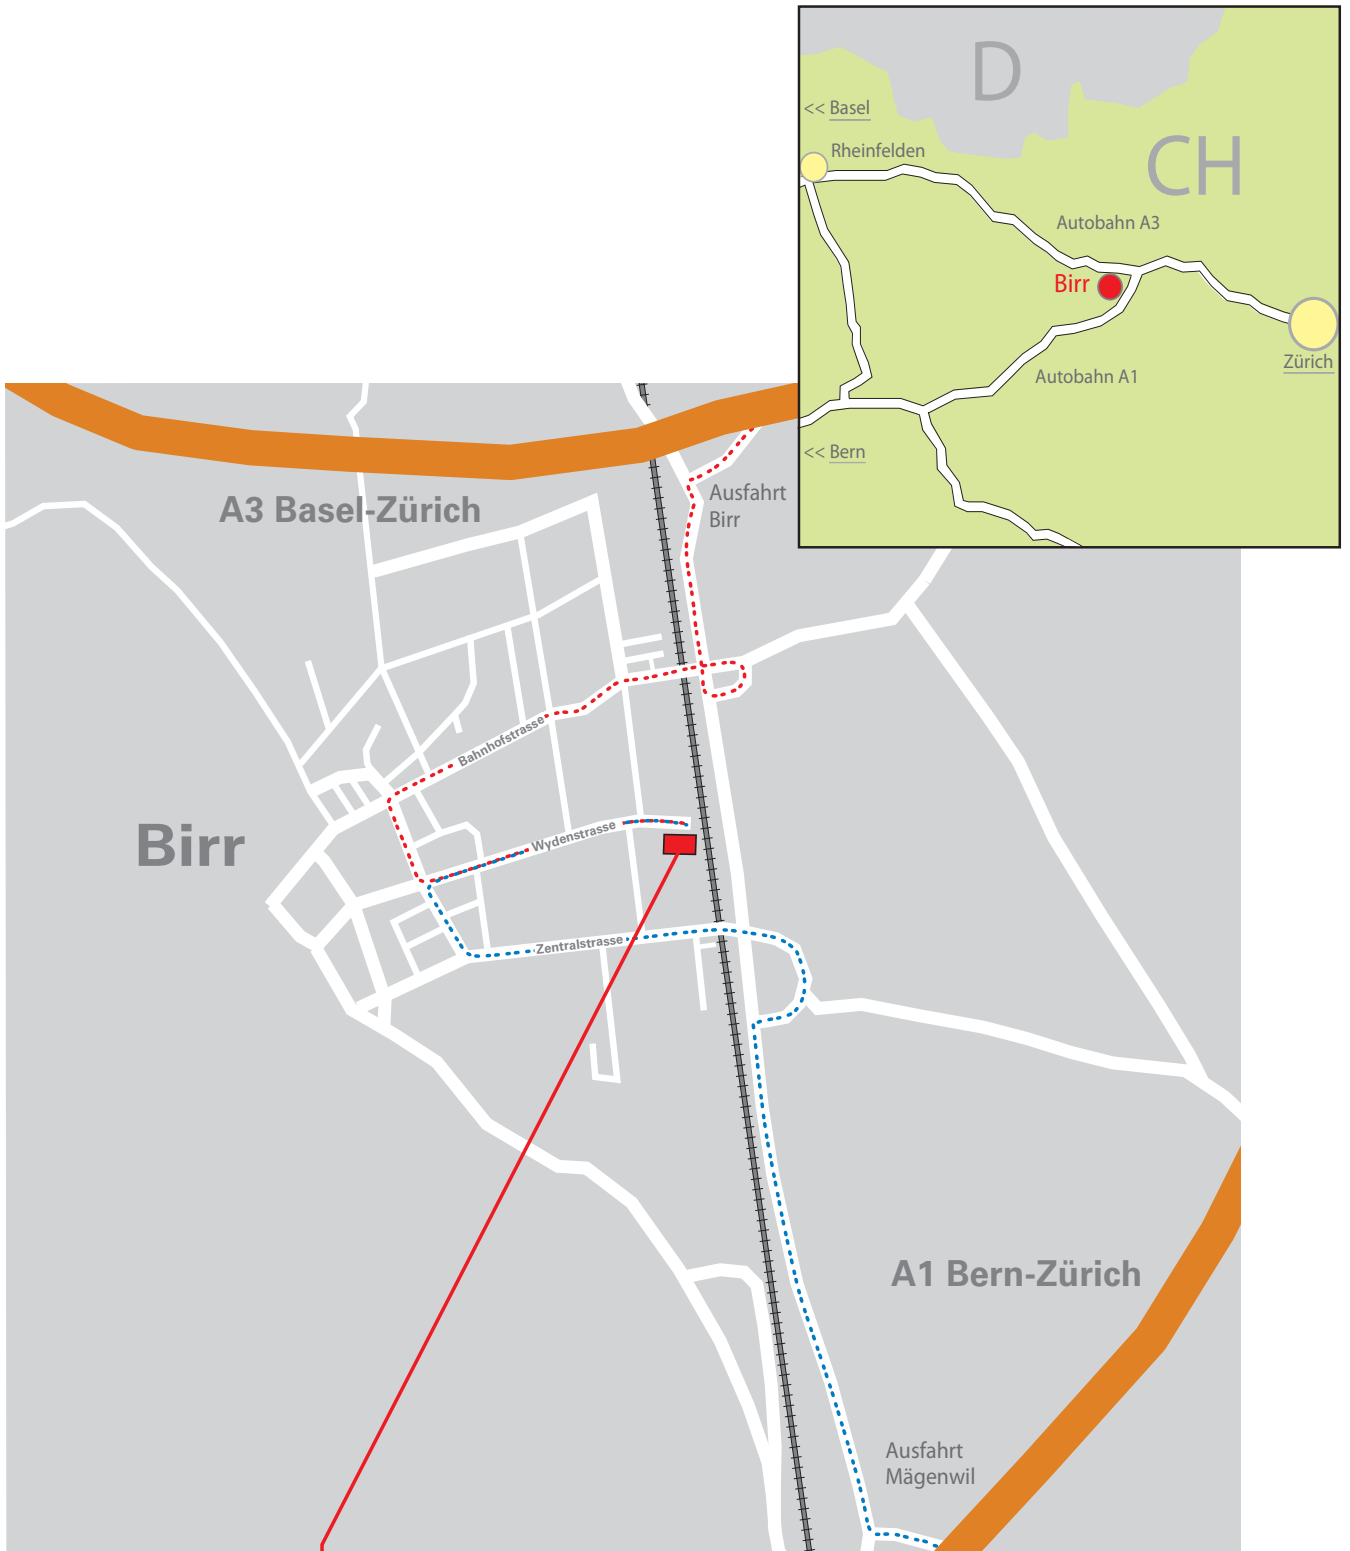 D
<< Basel
CH
Rheinfelden
Autobahn A3
Birr
Zürich
Autobahn A1
<< Bern
A3 Basel-Zürich
Ausfahrt
Birr
Bahnhofstrasse
Birr
Wydenstrasse
Zentralstrasse
A1 Bern-Zürich
Ausfahrt
Mägenwil